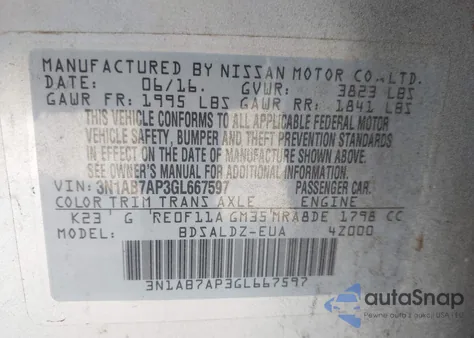 MANUFACTURED BY NISSAN MOTOR CO.,LTD.
DATE: 06/16. GVWR: 3823 LBS
GAWR FR: 1995 LBS GAWR RR: 1841 LBS
THIS VEHICLE CONFORMS TO ALL APPLICABLE FEDERAL MOTOR
VEHICLE SAFETY, BUMPER AND THEFT PREVENTION STANDARDS
IN EFFECT ON THE DATE OF MANUFACTURE SHOWN ABOVE.
SEE OWNER'S MANUAL FOR ADDITIONAL INFORMATION.
VIN: 3N1AB7AP3GL667597 PASSENGER CAR.
COLOR TRIM TRANS AXLE ENGINE
K23 G RE0F11A GM35 MRA8DE 1798 CC
MODEL: BDSALDZ-EUA 4Z000
3N1AB7AP3GL667597
autoSnap